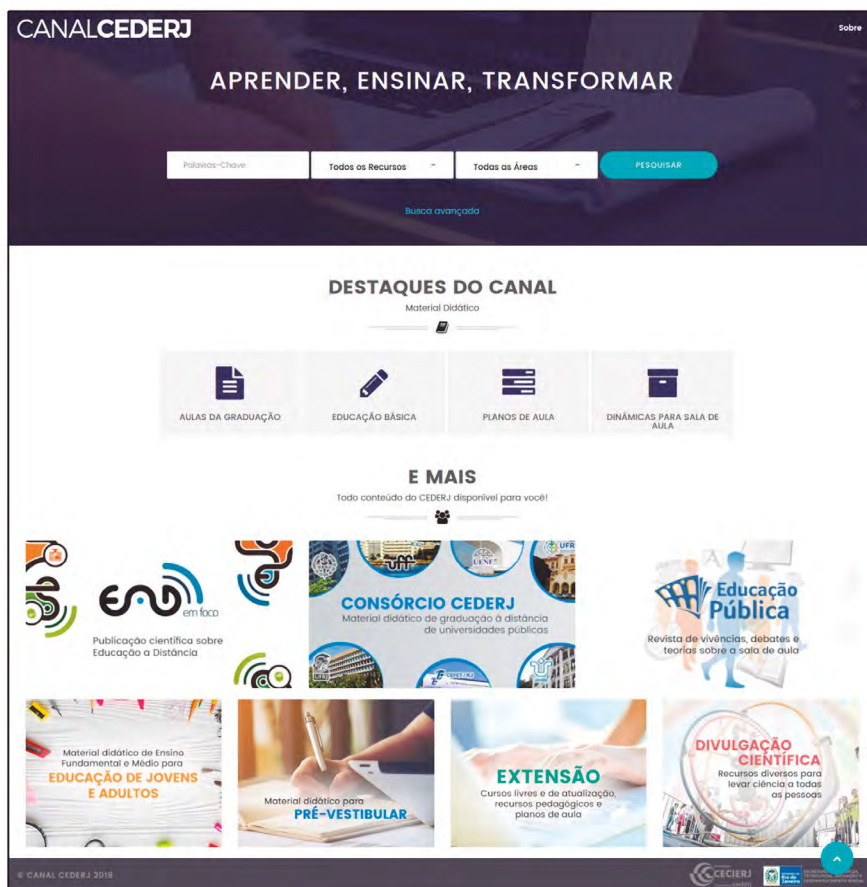 CANALCEDERJ
Sobre
APRENDER, ENSINAR, TRANSFORMAR
Palavras-Chave
Todos os Recursos
Todas as Áreas
PESQUISAR
Busca avançada
DESTAQUES DO CANAL
Material Didático
AULAS DA GRADUAÇÃO
EDUCAÇÃO BÁSICA
PLANOS DE AULA
DINÂMICAS PARA SALA DE
AULA
E MAIS
Todo conteúdo do CEDERJ disponível para você!
EAD
em foco
Publicação científica sobre
Educação a Distância
uff
UENF
UFR
CONSÓRCIO CEDERJ
Material didático de graduação à distância
de universidades públicas
CEFET/RJ
Educação
Pública
Revista de vivências, debates e
teorias sobre a sala de aula
Material didático de Ensino
Fundamental e Médio para
EDUCAÇÃO DE JOVENS
E ADULTOS
Material didático para
PRÉ-VESTIBULAR
EXTENSÃO
Cursos livres e de atualização,
recursos pedagógicos e
planos de aula
DIVULGAÇÃO
CIENTÍFICA
Recursos diversos para
levar ciência a todas
as pessoas
© CANAL CEDERJ 2018
CECIERJ